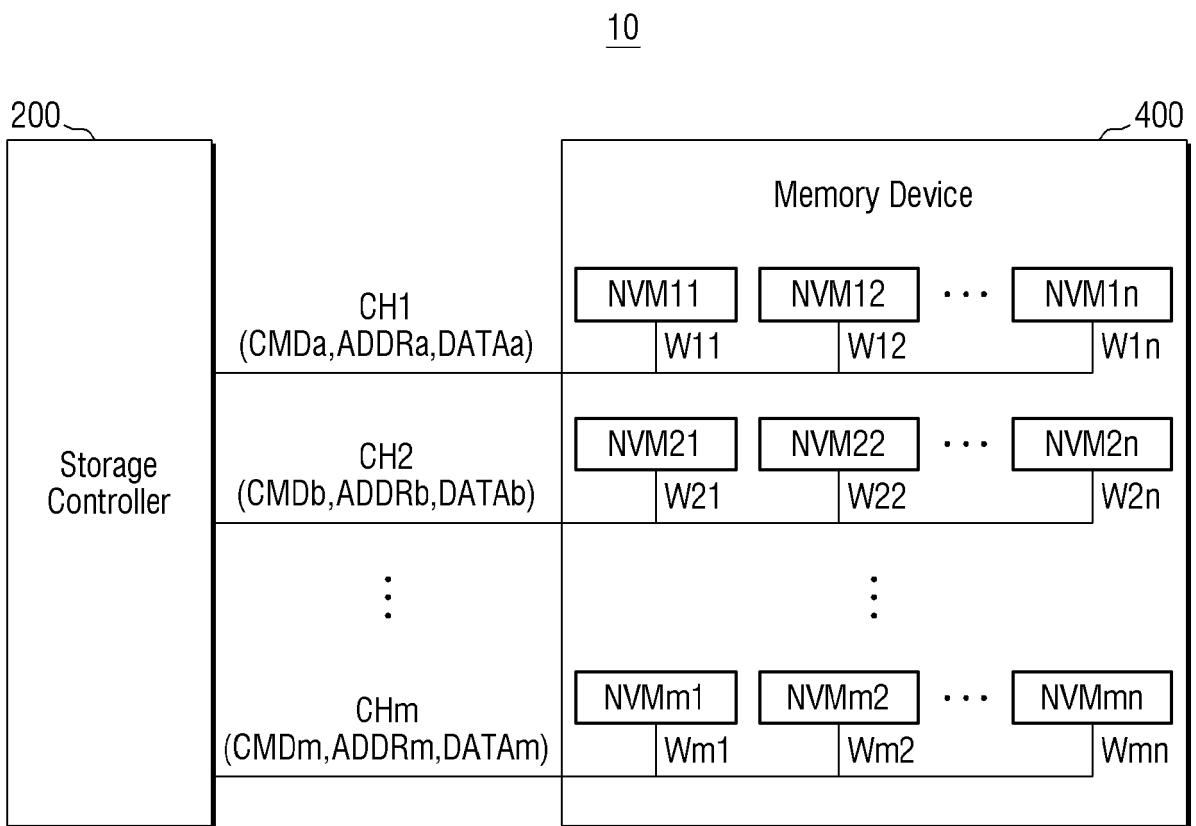 10
200
400
Memory Device
NVM11 NVM12 ··· NVM1n
CH1
(CMDa,ADDRa,DATAa)
W11 W12 W1n
NVM21 NVM22 ··· NVM2n
CH2
(CMDb,ADDRb,DATAb)
W21 W22 W2n
Storage
Controller
NVMm1 NVMm2 ··· NVMmn
CHm
(CMDm,ADDRm,DATAm)
Wm1 Wm2 Wmn